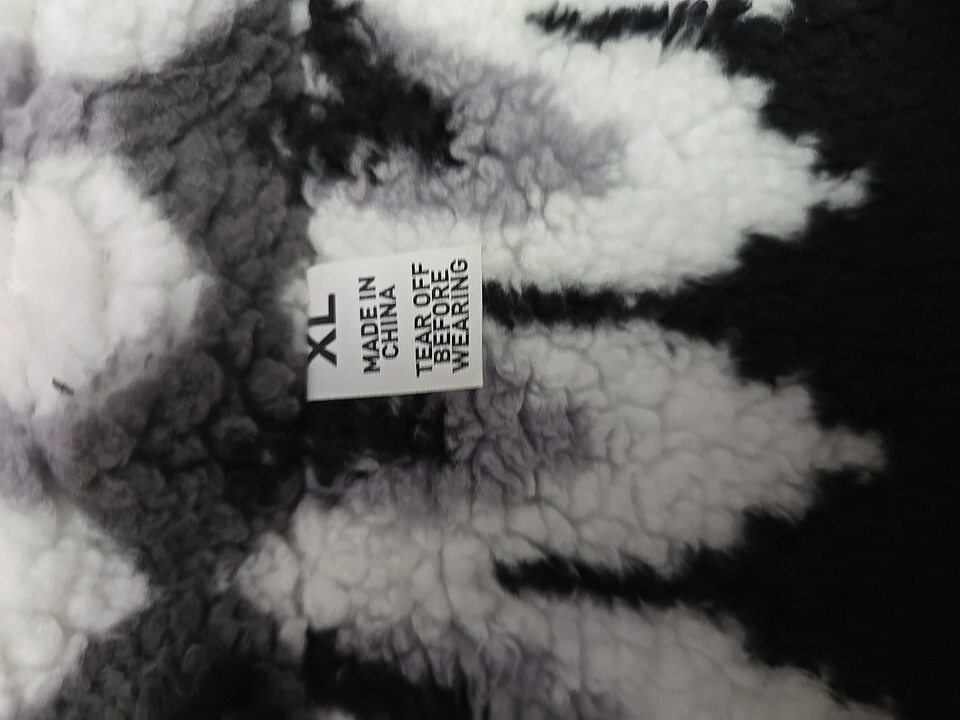 XL
MADE IN
CHINA
TEAR OFF
BEFORE
WEARING